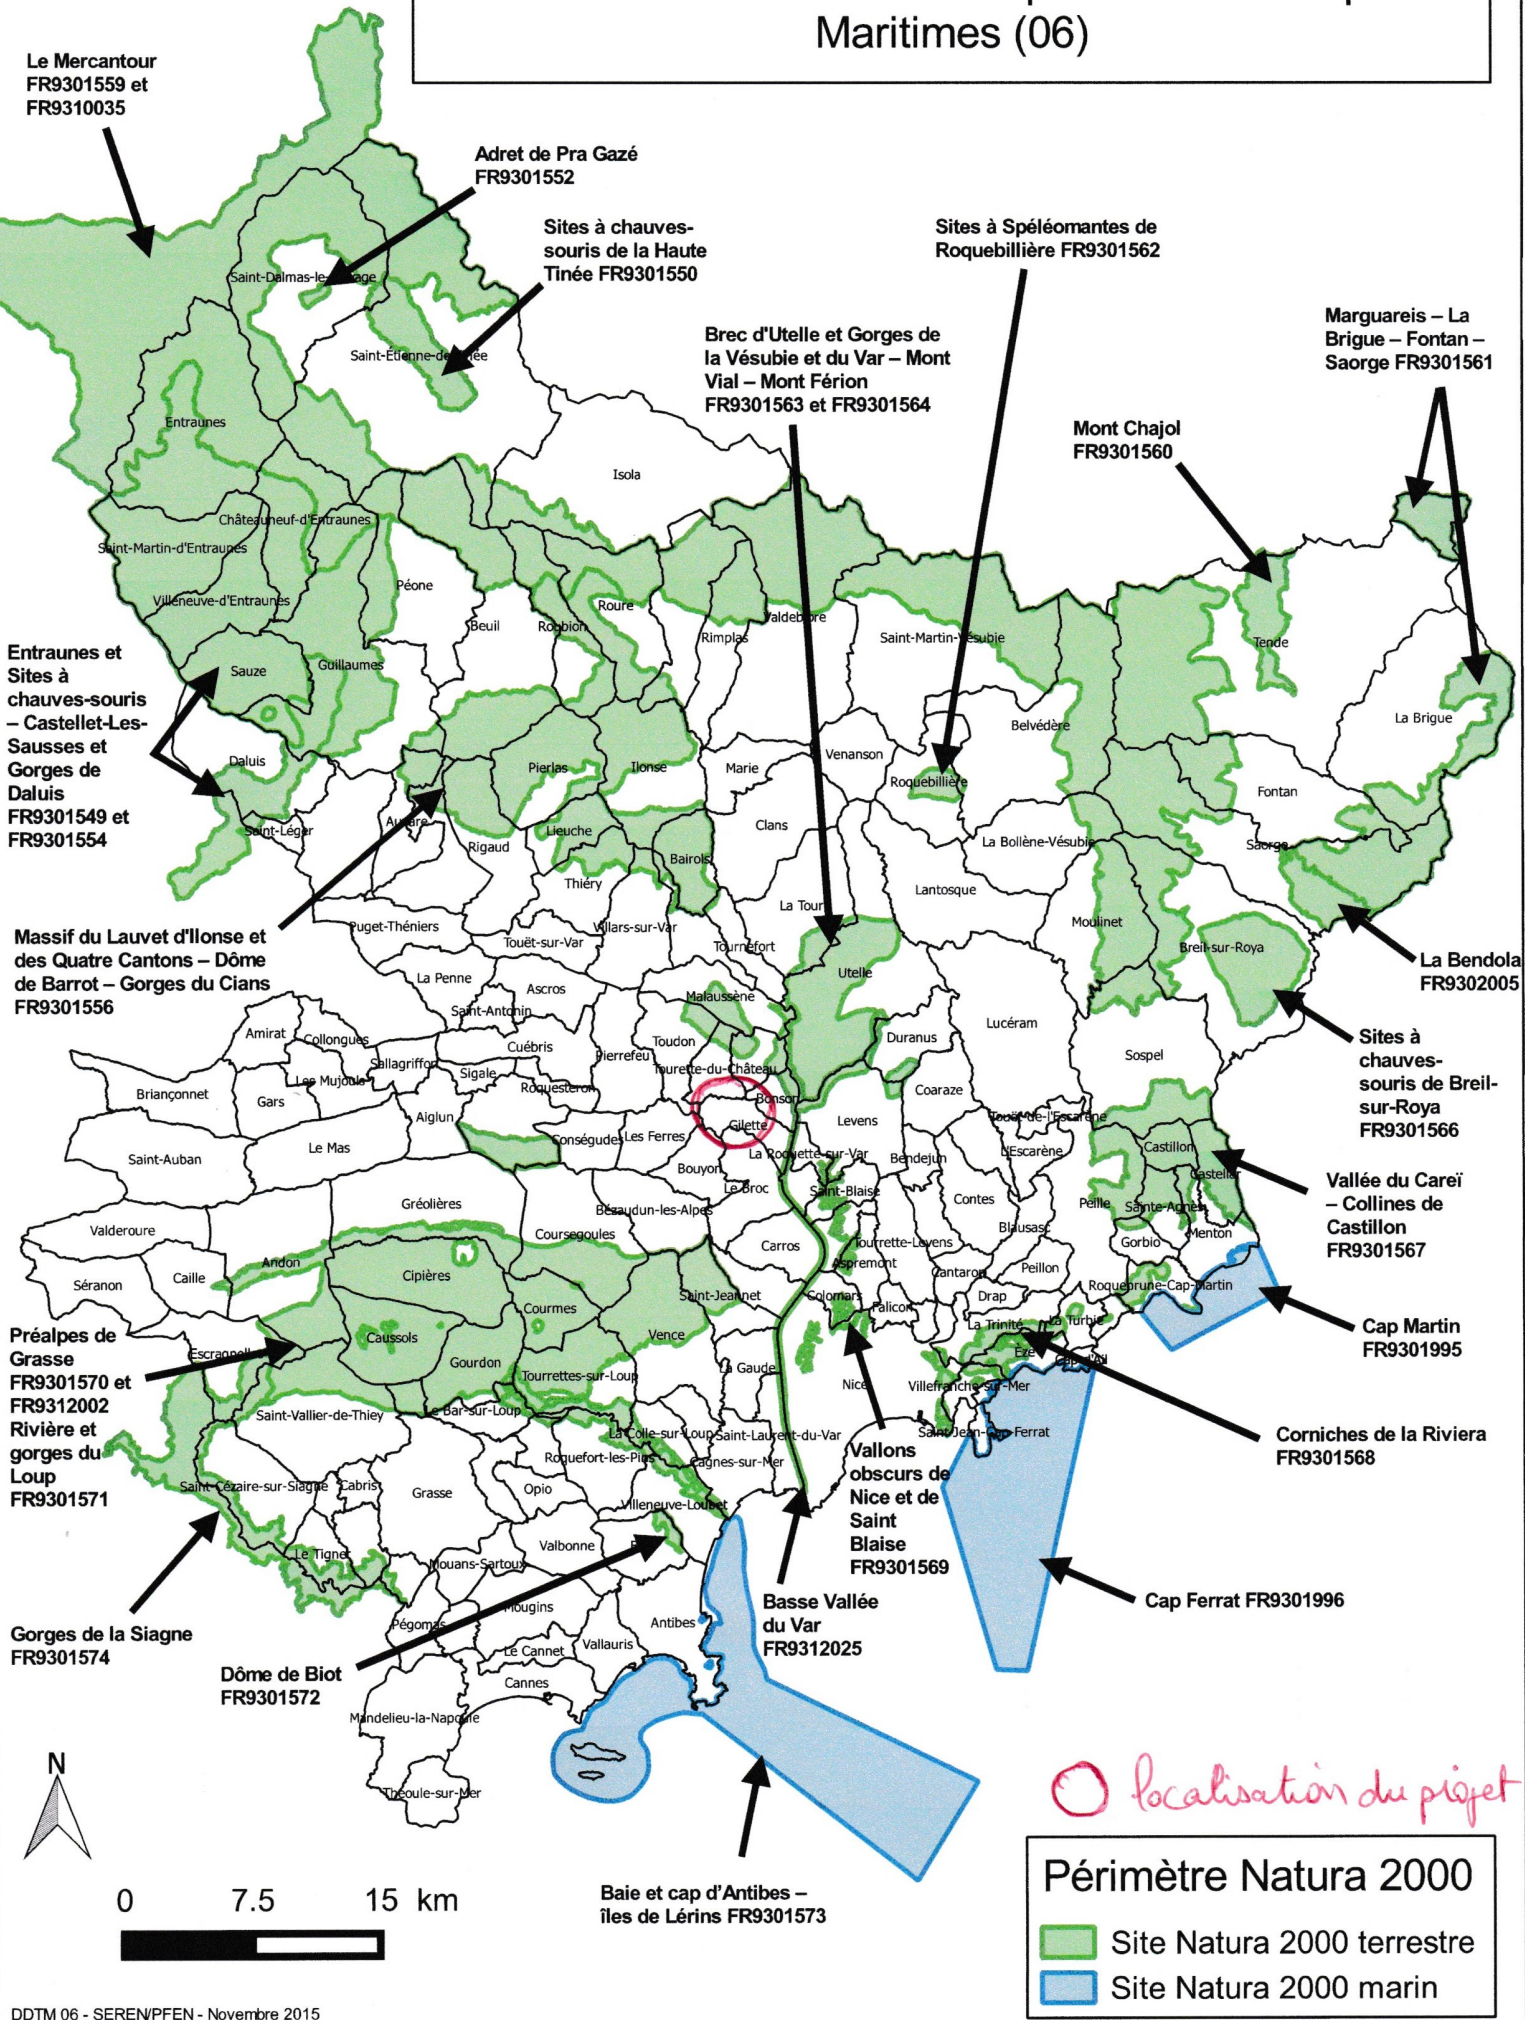 Maritimes (06)
Le Mercantour
FR9301559 et
FR9310035
Adret de Pra Gazé
FR9301552
Sites à chauves-
souris de la Haute
Tinée FR9301550
Sites à Spéléomantes de
Roquebillière FR9301562
Brec d'Utelle et Gorges de
la Vésubie et du Var – Mont
Vial – Mont Férion
FR9301563 et FR9301564
Marguareis – La
Brigue – Fontan –
Saorge FR9301561
Mont Chajol
FR9301560
Entraunes
Isola
Châteauneuf-d'Entraunes
Saint-Martin-d'Entraunes
Péone
Villeneuve-d'Entraunes
Beuil
Roubion
Roure
Rimplas
Valdeblore
Saint-Martin-Vésubie
Tende
Entraunes et
Sites à
chauves-souris
– Castellet-Les-
Sausses et
Gorges de
Daluis
FR9301549 et
FR9301554
Sauze
Guillaumes
Daluis
Saint-Léger
Pierlas
Ilonse
Marie
Venanson
Belvédère
La Brigue
Roquebillière
Fontan
Rigaud
Lieuche
Clans
La Bollène-Vésubie
Saorge
Bairols
Thiéry
Lantosque
La Tour
Moulinet
Massif du Lauvet d'Ilonse et
des Quatre Cantons – Dôme
de Barrot – Gorges du Cians
FR9301556
Puget-Théniers
Touët-sur-Var
Villars-sur-Var
Tournefort
Breil-sur-Roya
La Bendola
FR9302005
Utelle
La Penne
Ascros
Malaussène
Saint-Antonin
Lucéram
Amirat
Collongues
Cuébris
Toudon
Duranus
Sospel
Sites à
chauves-
souris de Breil-
sur-Roya
FR9301566
Sallagriffon
Pierrefeu
Les Mujouls
Sigale
Tourette-du-Château
Roquesteron
Coaraze
Briançonnet
Gars
Bonson
Aiglun
Gilette
Levens
Touët-de-l'Escarène
Le Mas
Conségudes
Les Ferres
Saint-Auban
La Roquette-sur-Var
Bendejun
L'Escarène
Castillon
Bouyon
Castellar
Vallée du Careï
– Collines de
Castillon
FR9301567
Le Broc
Saint-Blaise
Gréolières
Bézaudun-les-Alpes
Contes
Peille
Sainte-Agnès
Valderoure
Coursegoules
Blausasc
Menton
Carros
Tourrette-Levens
Gorbio
Andon
Aspremont
Séranon
Caille
Cipières
Cantaron
Peillon
Roquebrune-Cap-Martin
Saint-Jeannet
Colomars
Drap
Courmes
Falicon
La Trinité
La Turbie
Préalpes de
Grasse
FR9301570 et
FR9312002
Rivière et
gorges du
Loup
FR9301571
Caussols
Vence
Cap Martin
FR9301995
Gourdon
La Gaude
Eze
Cap-d'Ail
Tourrettes-sur-Loup
Nice
Villefranche-sur-Mer
Saint-Vallier-de-Thiey
Le Bar-sur-Loup
La Colle-sur-Loup
Saint-Laurent-du-Var
Saint-Jean-Cap-Ferrat
Corniches de la Riviera
FR9301568
Vallons
obscurs de
Nice et de
Saint
Blaise
FR9301569
Roquefort-les-Pins
Cagnes-sur-Mer
Saint-Cézaire-sur-Siagne
Cabris
Grasse
Opio
Villeneuve-Loubet
Valbonne
Le Tignet
Mouans-Sartoux
Gorges de la Siagne
FR9301574
Mougins
Pégomas
Antibes
Basse Vallée
du Var
FR9312025
Cap Ferrat FR9301996
Vallauris
Le Cannet
Dôme de Biot
FR9301572
Cannes
Mandelieu-la-Napoule
Théoule-sur-Mer
N
localisation du projet
0 7.5 15 km
Baie et cap d'Antibes –
îles de Lérins FR9301573
Périmètre Natura 2000
Site Natura 2000 terrestre
Site Natura 2000 marin
DDTM 06 - SEREN/PFEN - Novembre 2015